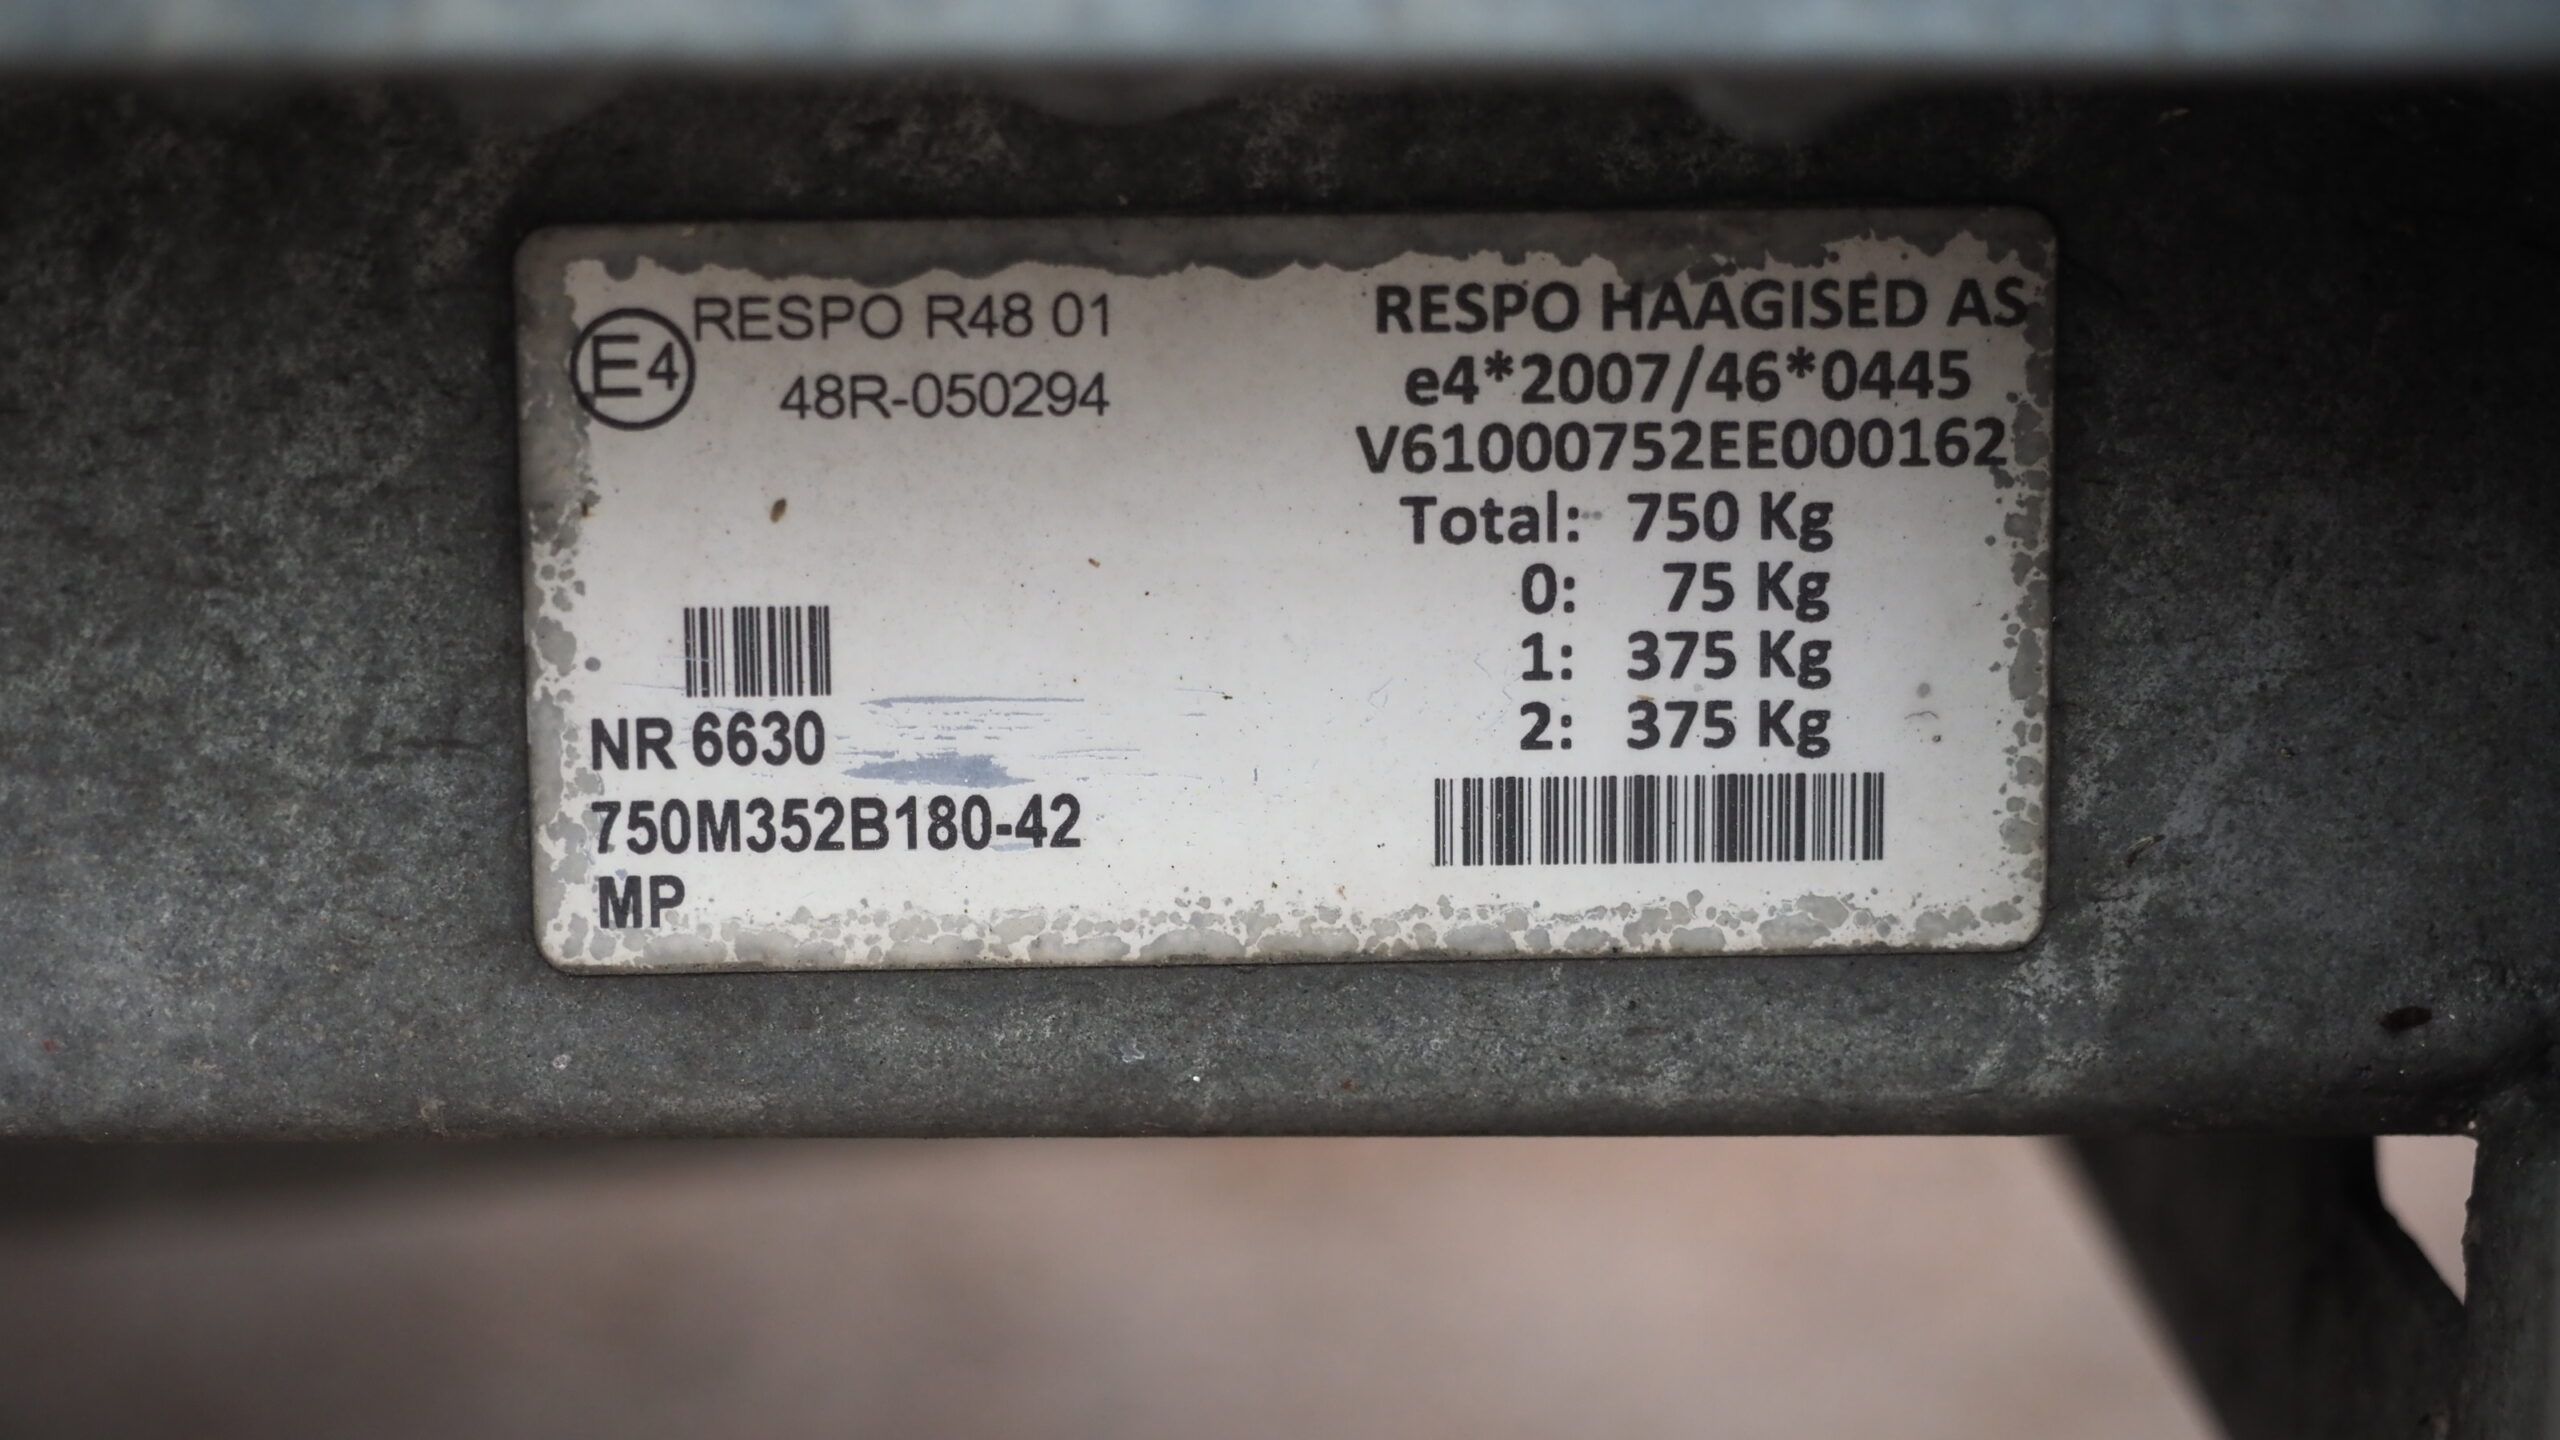 E4
RESPO R48 01
48R-050294
NR 6630
750M352B180-42
MP
RESPO HAAGISED AS
e4*2007/46*0445
V61000752EE000162
Total: 750 Kg
0: 75 Kg
1: 375 Kg
2: 375 Kg